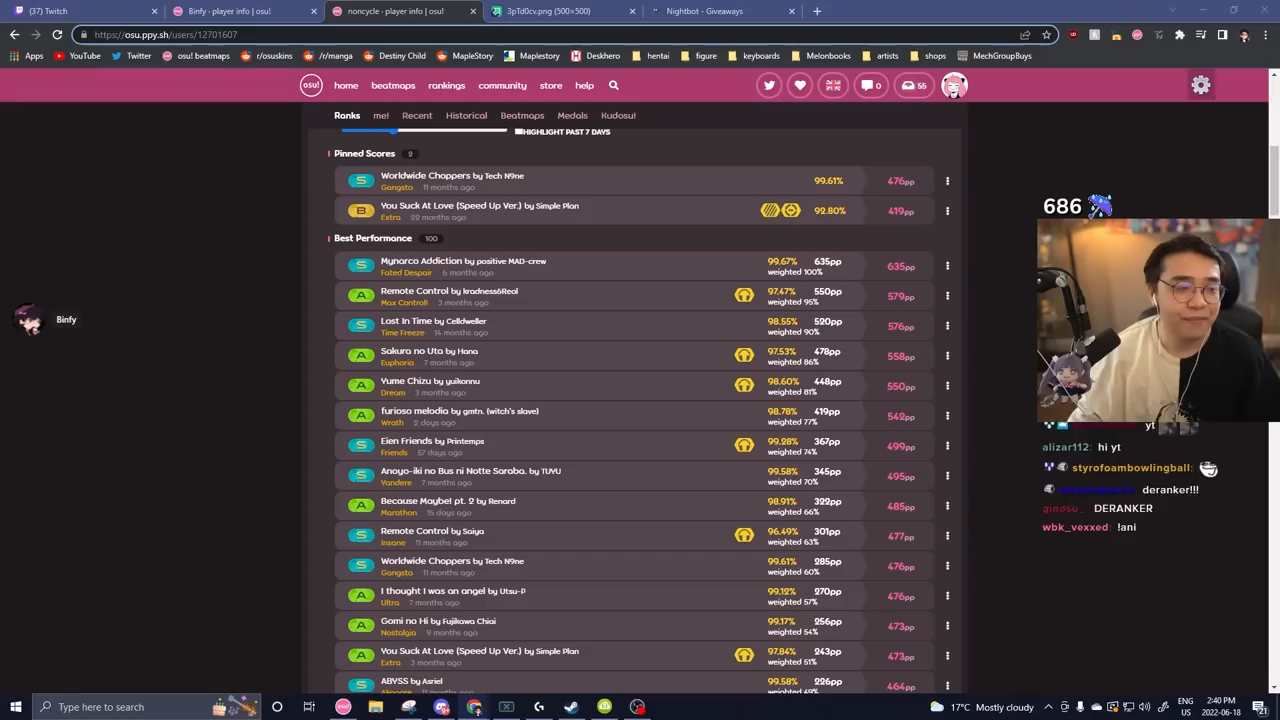 (37) Twitch
Binfy - player info | osu!
noncycle · player info | osu!
3pTd0cv.png (500×500)
Nightbot - Giveaways
https://osu.ppy.sh/users/12701607
Apps
YouTube
Twitter
osu! beatmaps
r/osuskins
r/manga
Destiny Child
MapleStory
Maplestory
Deskhero
hentai
figure
keyboards
Melonbooks
artists
shops
MechGroupBuys
osu!
home
beatmaps
rankings
community
store
help
0
55
Ranks
me!
Recent
Historical
Beatmaps
Medals
Kudosu!
HIGHLIGHT PAST 7 DAYS
Pinned Scores 2
S Worldwide Choppers by Tech N9ne 99.61% 476pp
Gangsta 11 months ago
B You Suck At Love (Speed Up Ver.) by Simple Plan 92.80% 419pp
Extra 22 months ago
Best Performance 100
S Mynarco Addiction by positive MAD-crew 99.67% 635pp 635pp
Fated Despair 6 months ago weighted 100%
A Remote Control by kradness&Reol 97.47% 550pp 579pp
Max Control! 3 months ago weighted 95%
S Lost In Time by Celldweller 98.55% 520pp 576pp
Time Freeze 14 months ago weighted 90%
A Sakura no Uta by Hana 97.53% 478pp 558pp
Euphoria 7 months ago weighted 86%
A Yume Chizu by yuikonnu 98.60% 448pp 550pp
Dream 3 months ago weighted 81%
A furioso melodia by gmtn. (witch's slave) 98.78% 419pp 542pp
Wrath 2 days ago weighted 77%
S Eien Friends by Printemps 99.28% 367pp 499pp
Friends 57 days ago weighted 74%
S Anoyo-iki no Bus ni Notte Saraba. by TUYU 99.58% 345pp 495pp
Yandere 7 months ago weighted 70%
A Because Maybe! pt. 2 by Renard 98.91% 322pp 485pp
Marathon 15 days ago weighted 66%
S Remote Control by Saiya 96.49% 301pp 477pp
Insane 11 months ago weighted 63%
S Worldwide Choppers by Tech N9ne 99.61% 285pp 476pp
Gangsta 11 months ago weighted 60%
A I thought I was an angel by Utsu-P 99.12% 270pp 476pp
Ultra 7 months ago weighted 57%
A Gomi no Hi by Fujikawa Chiai 99.17% 256pp 473pp
Nostalgia 9 months ago weighted 54%
A You Suck At Love (Speed Up Ver.) by Simple Plan 97.84% 243pp 473pp
Extra 3 months ago weighted 51%
S ABYSS by Asriel 99.58% 226pp 464pp
Binfy
686
yt
alizar112: hi yt
styrofoambowlingball:
deranker!!!
ginosu_ DERANKER
wbk_vexxed: !ani
Type here to search
17°C Mostly cloudy
ENG
US
2:40 PM
2022-06-18